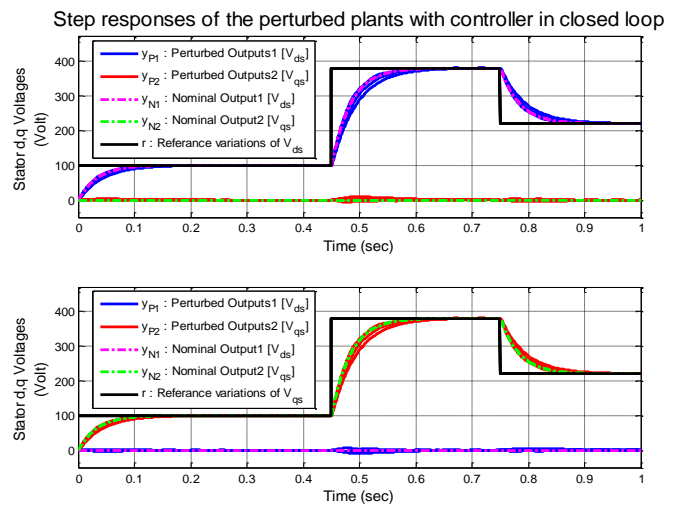 Step responses of the perturbed plants with controller in closed loop
Stator d,q Voltages
(Volt)
400
300
200
100
0
y_P1 : Perturbed Outputs1 [V_ds]
y_P2 : Perturbed Outputs2 [V_qs]
y_N1 : Nominal Output1 [V_ds]
y_N2 : Nominal Output2 [V_qs]
r : Referance variations of V_ds
0 0.1 0.2 0.3 0.4 0.5 0.6 0.7 0.8 0.9 1
Time (sec)
Stator d,q Voltages
(Volt)
400
300
200
100
0
y_P1 : Perturbed Outputs1 [V_ds]
y_P2 : Perturbed Outputs2 [V_qs]
y_N1 : Nominal Output1 [V_ds]
y_N2 : Nominal Output2 [V_qs]
r : Referance variations of V_qs
0 0.1 0.2 0.3 0.4 0.5 0.6 0.7 0.8 0.9 1
Time (sec)